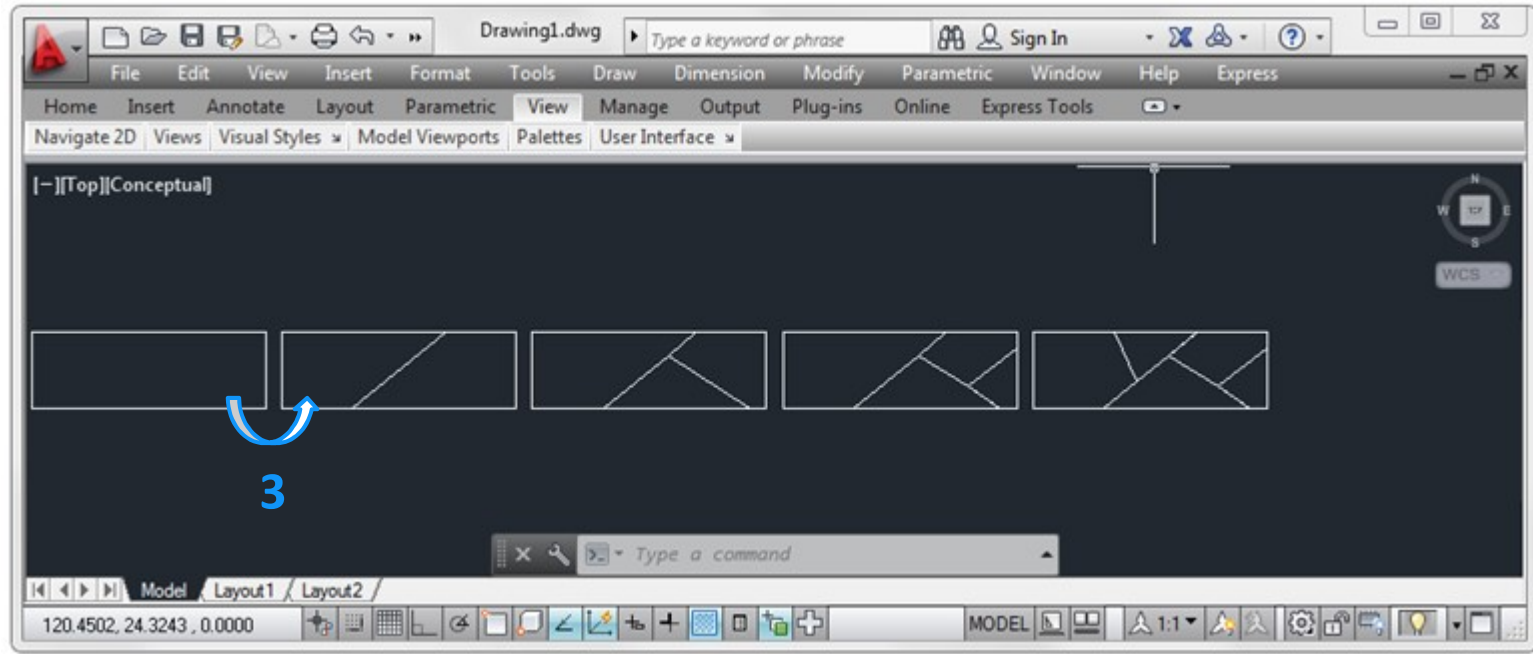 Drawing1.dwg Type a keyword or phrase Sign In
File Edit View Insert Format Tools Draw Dimension Modify Parametric Window Help Express
Home Insert Annotate Layout Parametric View Manage Output Plug-ins Online Express Tools
Navigate 2D Views Visual Styles Model Viewports Palettes User Interface
[−][Top][Conceptual]
N
W TOP E
S
WCS
3
Type a command
Model Layout1 Layout2
120.4502, 24.3243 , 0.0000 MODEL 1:1